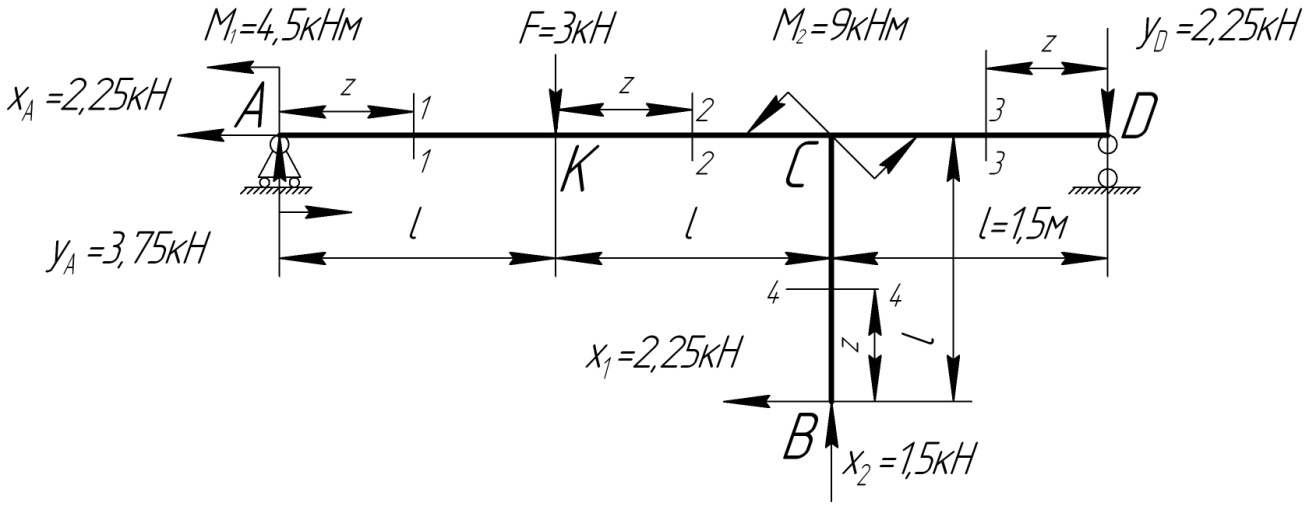 M₁=4,5кНм
F=3кН
M₂=9кНм
y_D=2,25кН
z
x_A=2,25кН
A
z
1
z
2
3
D
1
K
2
C
3
y_A=3,75кН
l
l
l=1,5м
4
4
x₁=2,25кН
z
l
B
x₂=1,5кН